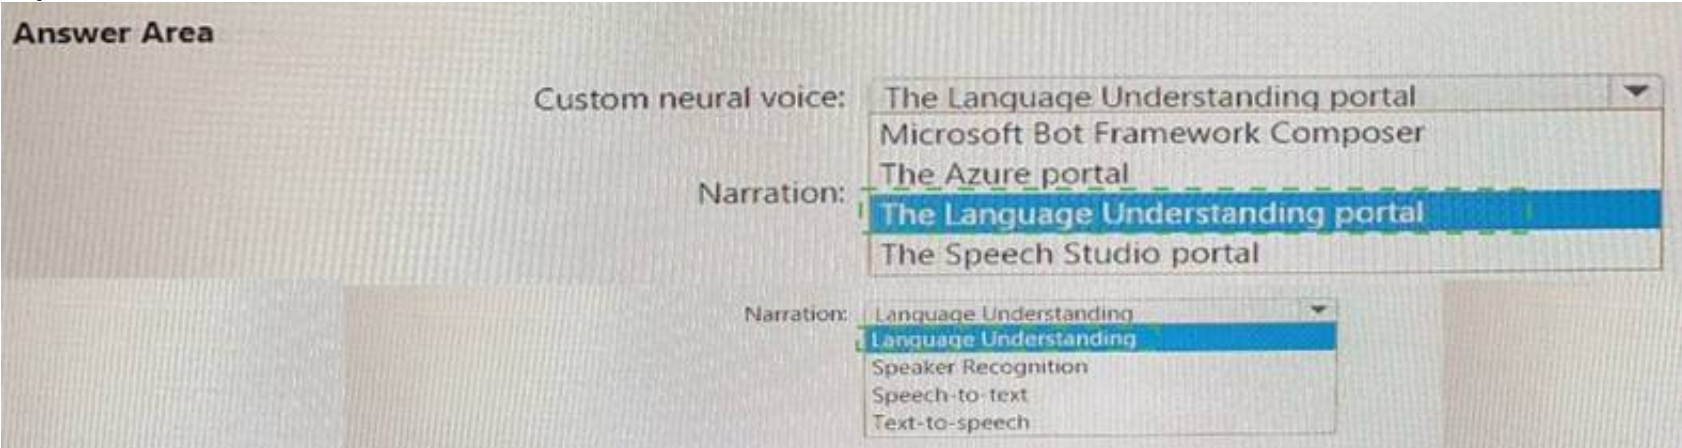 Answer Area
Custom neural voice: The Language Understanding portal
Microsoft Bot Framework Composer
The Azure portal
Narration:
The Language Understanding portal
The Speech Studio portal
Narration: Language Understanding
Language Understanding
Speaker Recognition
Speech-to-text
Text-to-speech